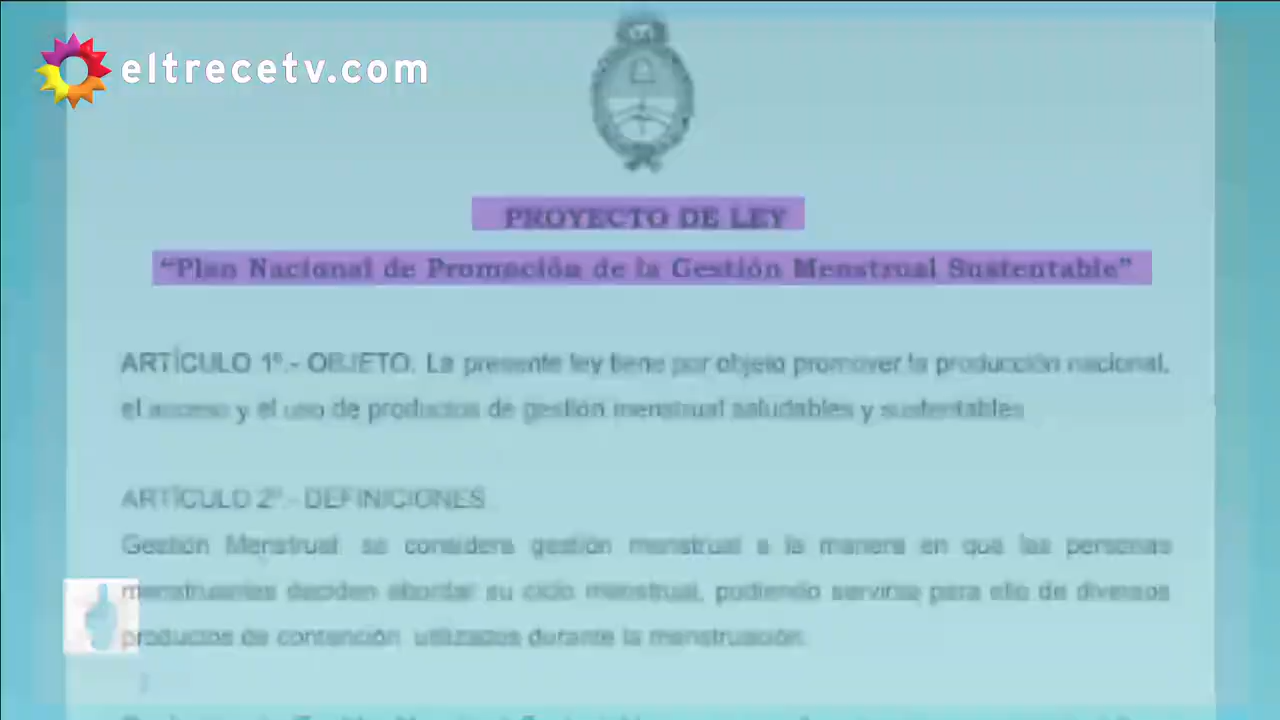 eltrecetv.com
PROYECTO DE LEY
“Plan Nacional de Promoción de la Gestión Menstrual Sustentable”
ARTÍCULO 1º.- OBJETO. La presente ley tiene por objeto promover la producción nacional,
el acceso y el uso de productos de gestión menstrual saludables y sustentables
ARTÍCULO 2º.- DEFINICIONES
Gestión Menstrual: se considera gestión menstrual a la manera en que las personas
menstruantes deciden abordar su ciclo menstrual, pudiendo servirse para ello de diversos
productos de contención utilizados durante la menstruación.